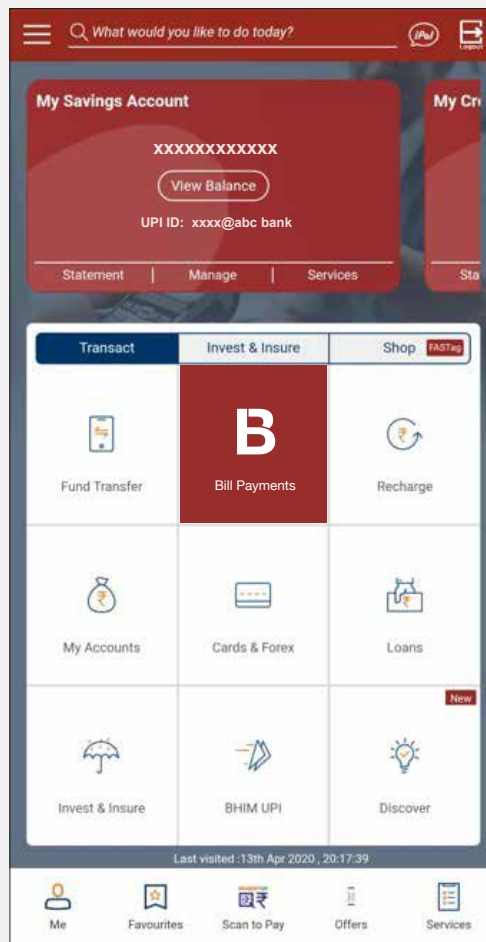 What would you like to do today?
iPal
Logout
My Savings Account
My Cr
xxxxxxxxxxxx
View Balance
UPI ID: xxxx@abc bank
Statement | Manage | Services
Sta
Transact
Invest & Insure
Shop FASTag
B
Fund Transfer
Bill Payments
Recharge
My Accounts
Cards & Forex
Loans
New
Invest & Insure
BHIM UPI
Discover
Last visited :13th Apr 2020 , 20:17:39
Me
Favourites
Scan to Pay
Offers
Services